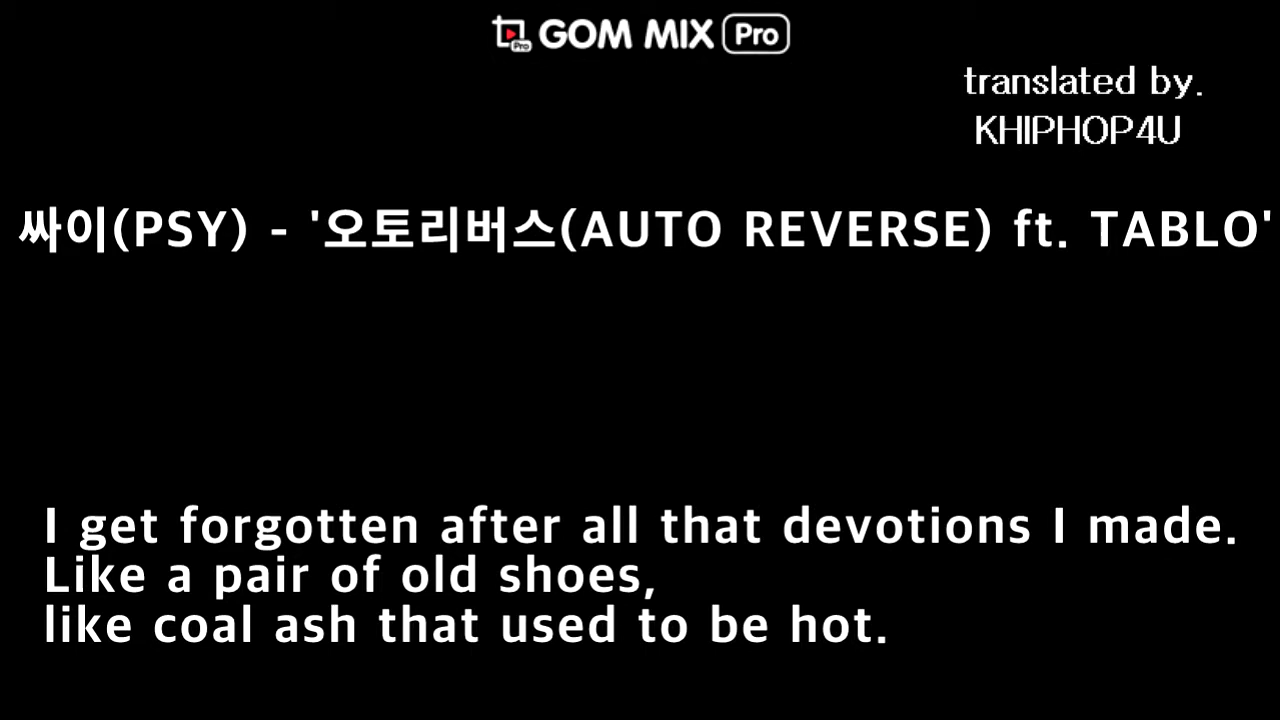 Pro GOM MIX Pro
translated by.
KHIPHOP4U
싸이(PSY) - '오토리버스(AUTO REVERSE) ft. TABLO'
I get forgotten after all that devotions I made.
Like a pair of old shoes,
like coal ash that used to be hot.